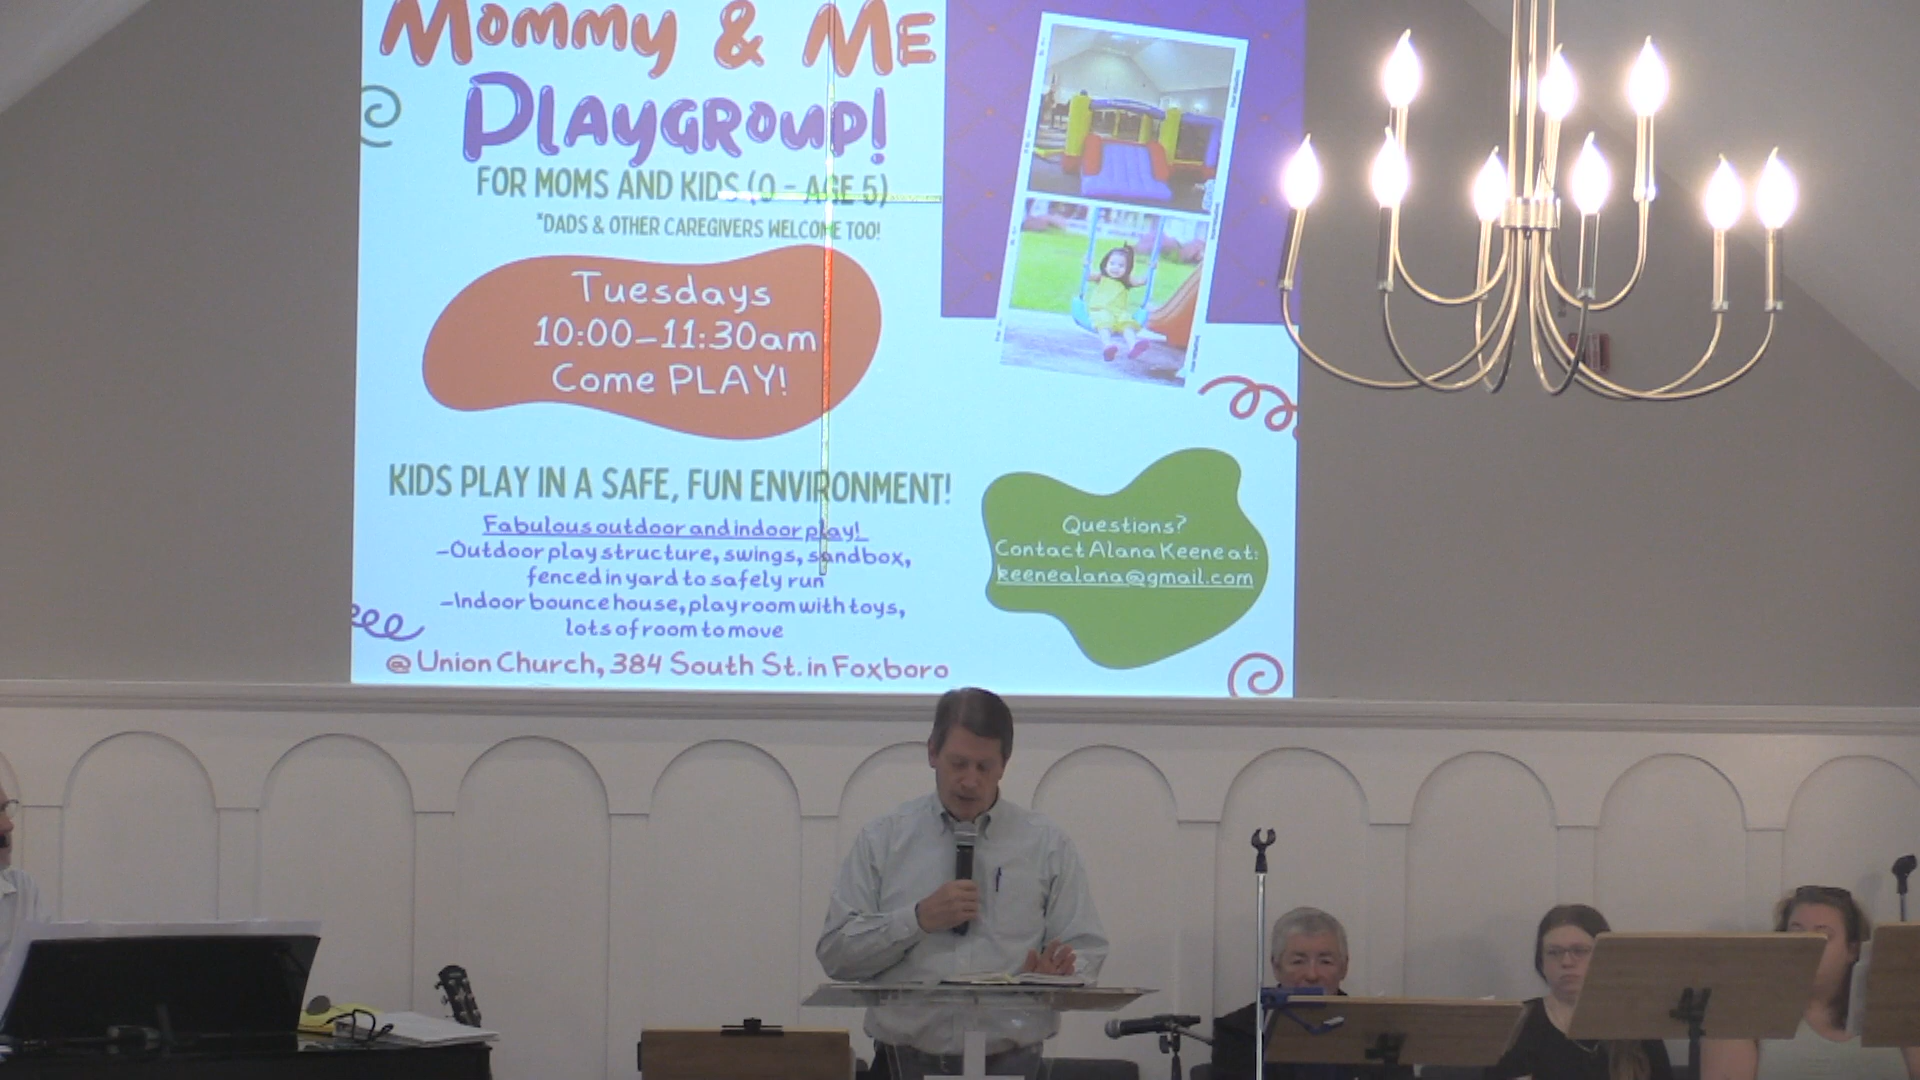 Mommy & Me
Playgroup!
FOR MOMS AND KIDS (0 - AGE 5)
*DADS & OTHER CAREGIVERS WELCOME TOO!
Tuesdays
10:00-11:30am
Come PLAY!
KIDS PLAY IN A SAFE, FUN ENVIRONMENT!
Fabulous outdoor and indoor play!
-Outdoor play structure, swings, sandbox,
fenced in yard to safely run
-Indoor bounce house, playroom with toys,
lots of room to move
@ Union Church, 384 South St. in Foxboro
Questions?
Contact Alana Keene at:
keenealana@gmail.com